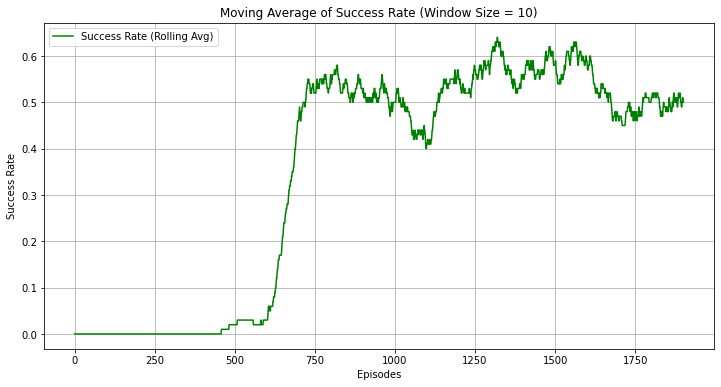 Moving Average of Success Rate (Window Size = 10)
Success Rate (Rolling Avg)
Success Rate
0.6
0.5
0.4
0.3
0.2
0.1
0.0
0 250 500 750 1000 1250 1500 1750
Episodes